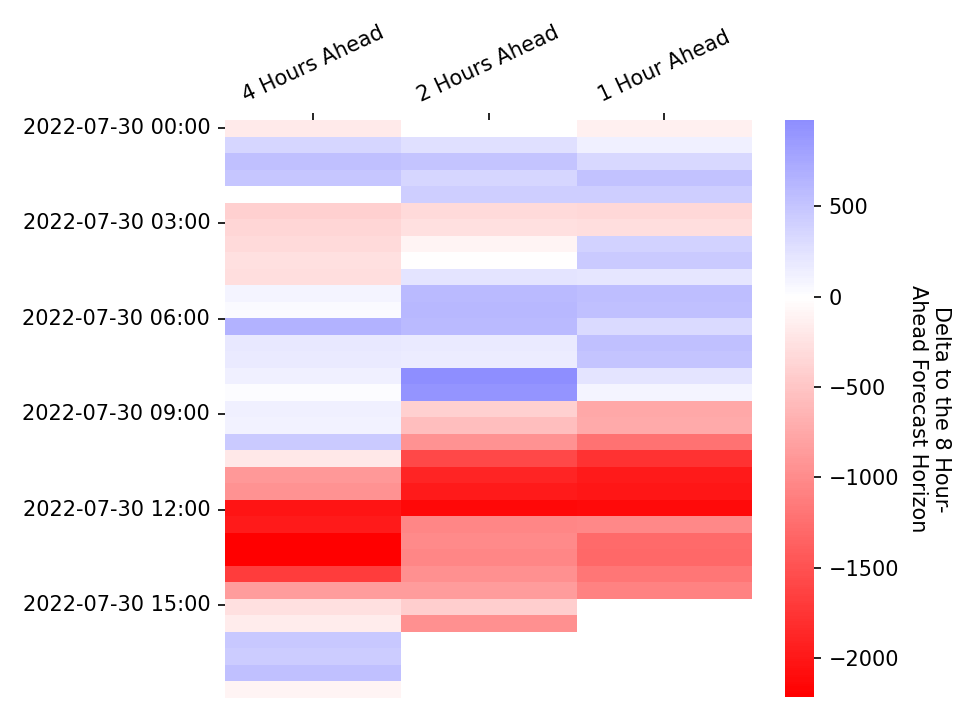 4 Hours Ahead
2 Hours Ahead
1 Hour Ahead
2022-07-30 00:00
2022-07-30 03:00
2022-07-30 06:00
2022-07-30 09:00
2022-07-30 12:00
2022-07-30 15:00
500
0
−500
−1000
−1500
−2000
Delta to the 8 Hour-
Ahead Forecast Horizon